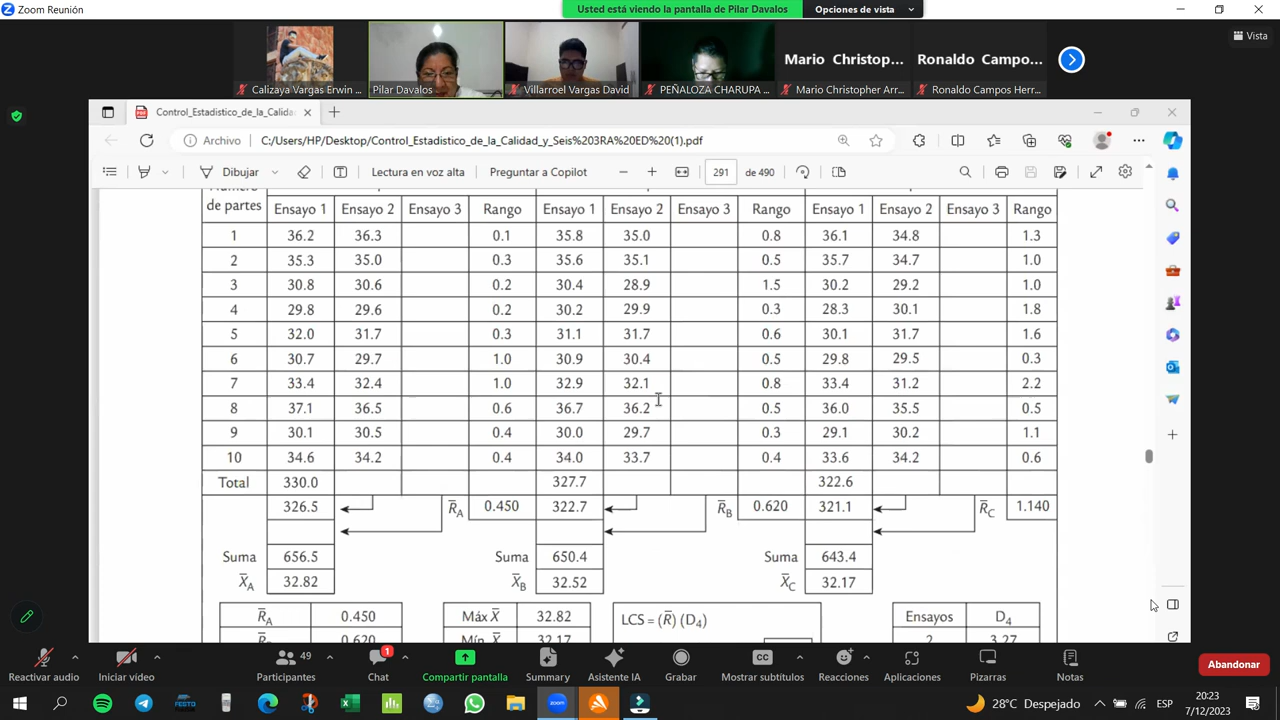 Zoom Reunión
Usted está viendo la pantalla de Pilar Davalos
Opciones de vista
Vista
Mario Christop...
Ronaldo Campo...
Calizaya Vargas Erwin ...
Pilar Davalos
Villarroel Vargas David
PEÑALOZA CHARUPA ...
Mario Christopher Arr...
Ronaldo Campos Herr...
Control_Estadistico_de_la_Calida
Archivo
C:/Users/HP/Desktop/Control_Estadistico_de_la_Calidad_y_Seis%203RA%20ED%20(1).pdf
Dibujar
Lectura en voz alta
Preguntar a Copilot
291
de 490
Número
de partes Ensayo 1 Ensayo 2 Ensayo 3 Rango Ensayo 1 Ensayo 2 Ensayo 3 Rango Ensayo 1 Ensayo 2 Ensayo 3 Rango
1 36.2 36.3 0.1 35.8 35.0 0.8 36.1 34.8 1.3
2 35.3 35.0 0.3 35.6 35.1 0.5 35.7 34.7 1.0
3 30.8 30.6 0.2 30.4 28.9 1.5 30.2 29.2 1.0
4 29.8 29.6 0.2 30.2 29.9 0.3 28.3 30.1 1.8
5 32.0 31.7 0.3 31.1 31.7 0.6 30.1 31.7 1.6
6 30.7 29.7 1.0 30.9 30.4 0.5 29.8 29.5 0.3
7 33.4 32.4 1.0 32.9 32.1 0.8 33.4 31.2 2.2
8 37.1 36.5 0.6 36.7 36.2 0.5 36.0 35.5 0.5
9 30.1 30.5 0.4 30.0 29.7 0.3 29.1 30.2 1.1
10 34.6 34.2 0.4 34.0 33.7 0.4 33.6 34.2 0.6
Total 330.0 327.7 322.6
326.5 R̄A 0.450 322.7 R̄B 0.620 321.1 R̄C 1.140
Suma 656.5 Suma 650.4 Suma 643.4
X̄A 32.82 X̄B 32.52 X̄C 32.17
R̄A 0.450 Máx X̄ 32.82 LCS = (R̄) (D4) Ensayos D4
R̄B 0.620 Mín X̄ 32.17 2 3.27
Reactivar audio
Iniciar video
49
Participantes
1
Chat
Compartir pantalla
Summary
Asistente IA
Grabar
CC
Mostrar subtítulos
Reacciones
Aplicaciones
Pizarras
Notas
Abandonar
FESTO
zoom
28°C Despejado
ESP
20:23
7/12/2023